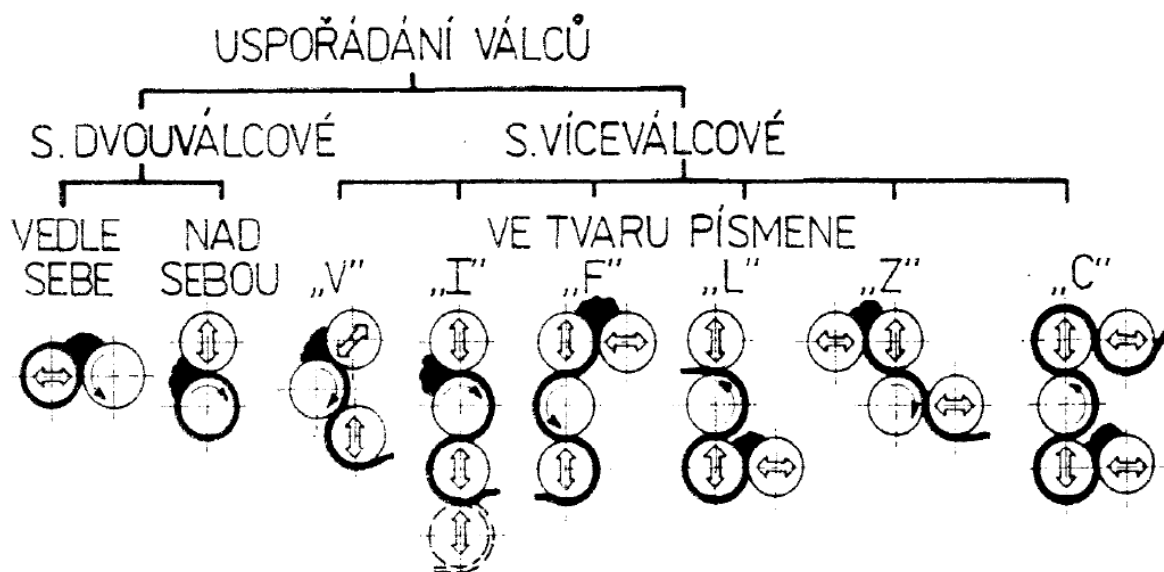 USPOŘÁDÁNÍ VÁLCŮ
S. DVOUVÁLCOVÉ S. VÍCEVÁLCOVÉ
VEDLE SEBE NAD SEBOU VE TVARU PÍSMENE
„V" „I" „F" „L" „Z" „C"